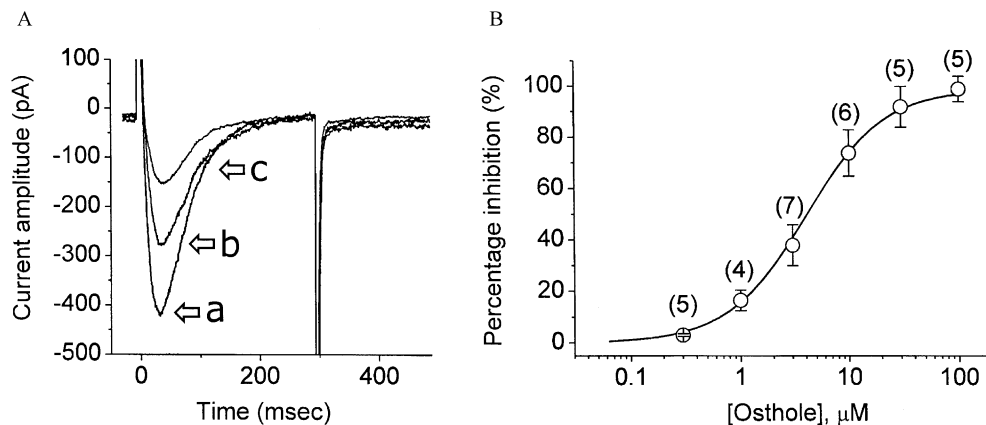 A
Current amplitude (pA)
100
0
-100
-200
-300
-400
-500
c
b
a
0
200
400
Time (msec)
B
Percentage inhibition (%)
100
80
60
40
20
0
(5)
(4)
(7)
(6)
(5)
(5)
0.1
1
10
100
[Osthole], μM